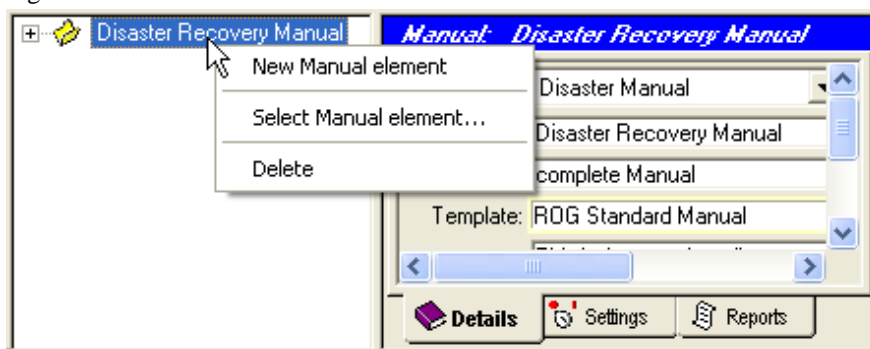 Disaster Recovery Manual
Manual: Disaster Recovery Manual
New Manual element
Select Manual element...
Delete
Disaster Manual
Disaster Recovery Manual
complete Manual
Template: ROG Standard Manual
Details
Settings
Reports